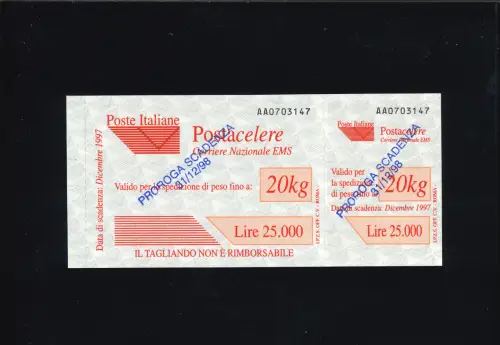 AA0703147
Poste Italiane
Postacelere
Corriere Nazionale EMS
Valido per la spedizione di peso fino a:
20kg
Lire 25.000
IL TAGLIANDO NON È RIMBORSABILE
Data di scadenza: Dicembre 1997
PROROGA SCADENZA
31/12/98
AA0703147
Poste Italiane
Postacelere
Corriere Nazionale EMS
Valido per
la spedizione
di peso fino a:
20kg
Data di scadenza: Dicembre 1997
Lire 25.000
I.P.Z.S. OFF. C.V. - ROMA
PROROGA SCADENZA
31/12/98